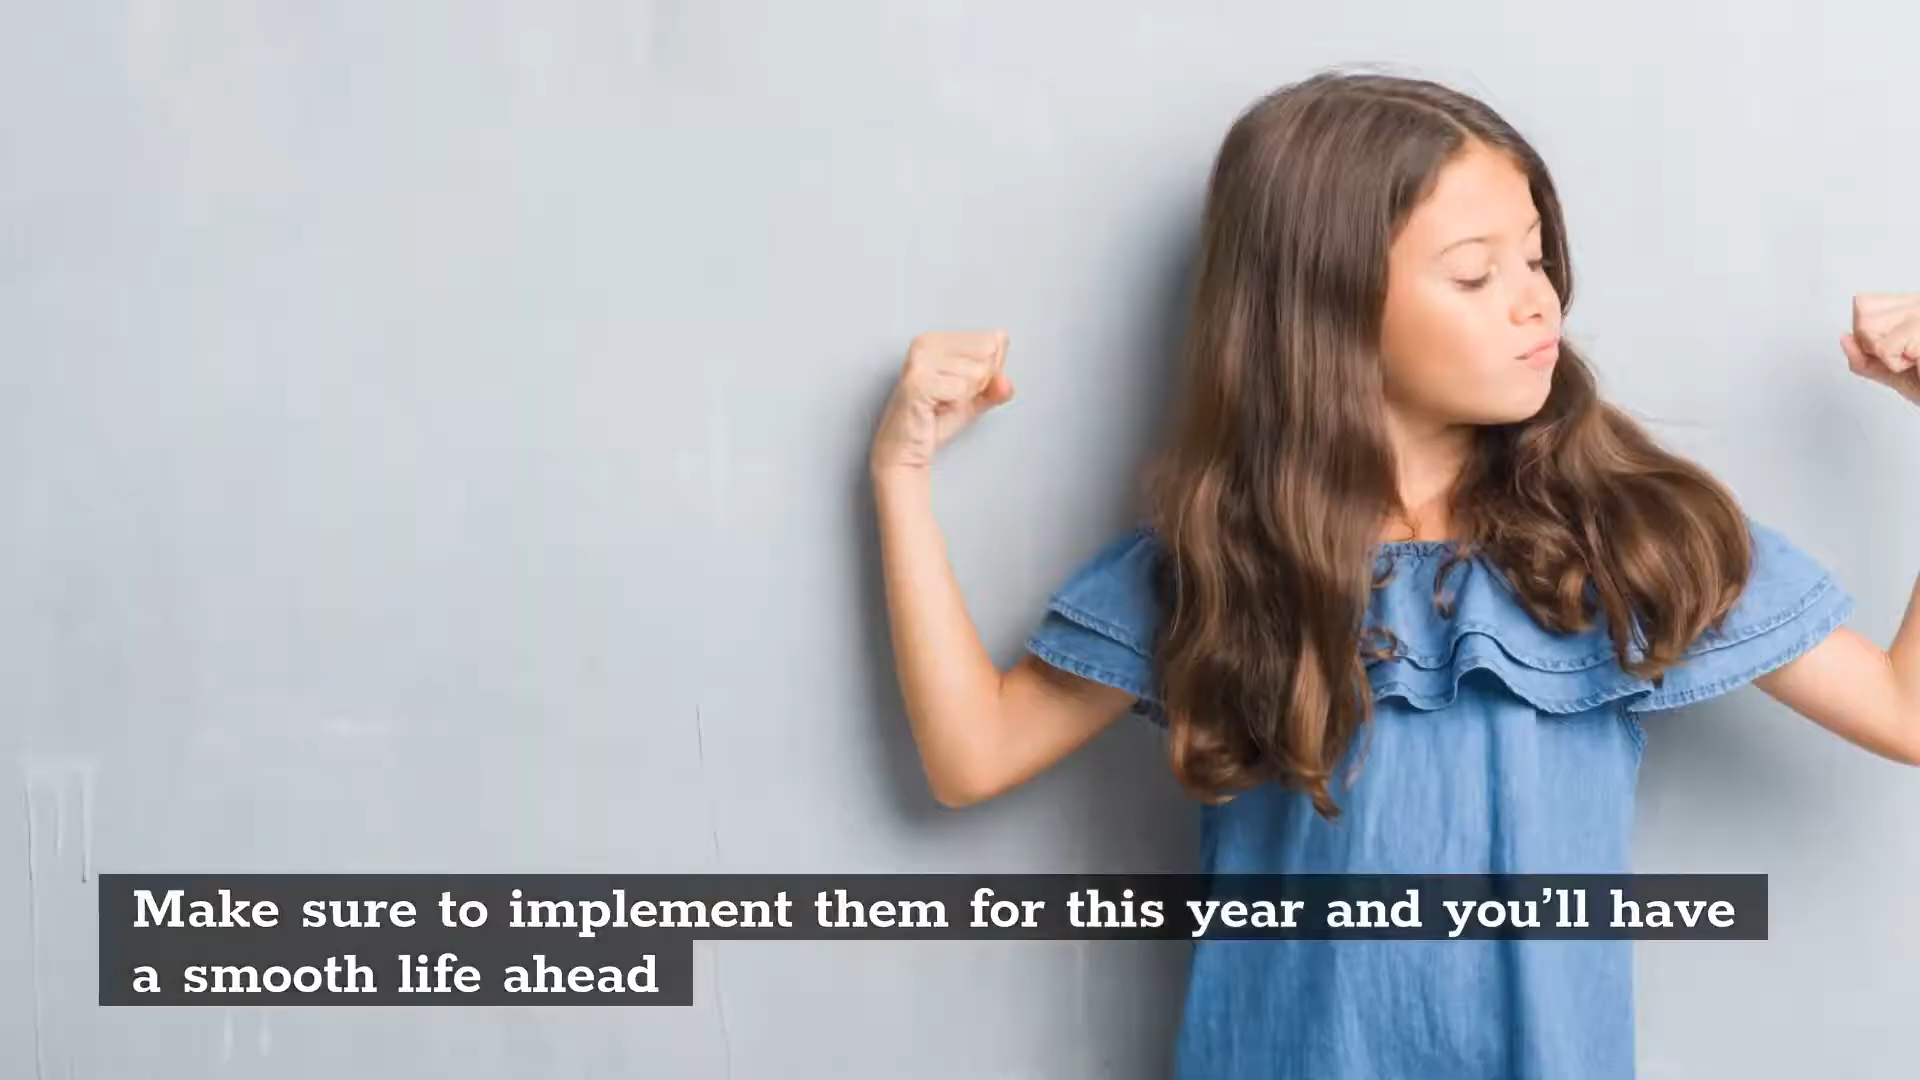 Make sure to implement them for this year and you’ll have
a smooth life ahead